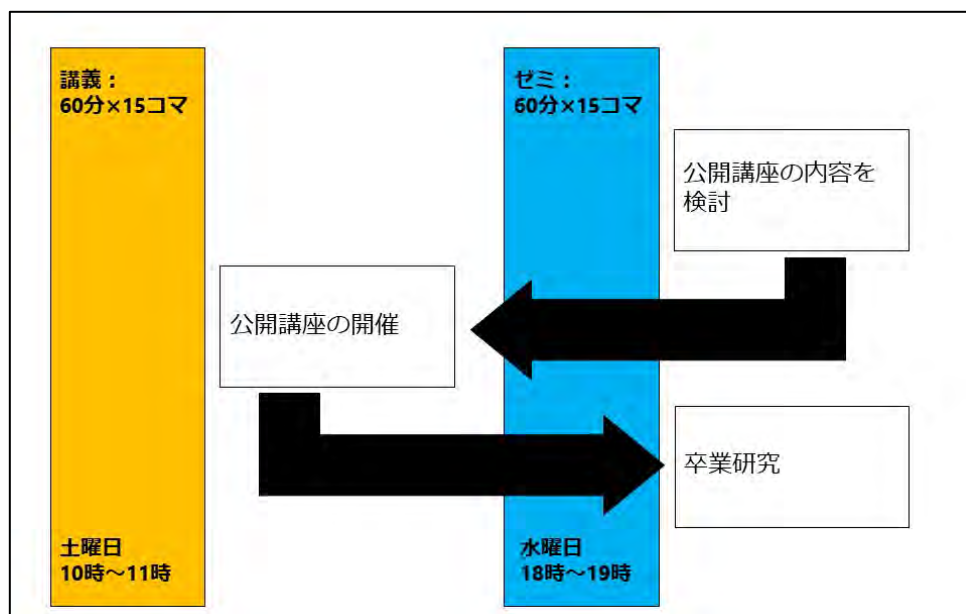 講義：
60分×15コマ
土曜日
10時～11時
公開講座の開催
ゼミ：
60分×15コマ
水曜日
18時～19時
公開講座の内容を
検討
卒業研究